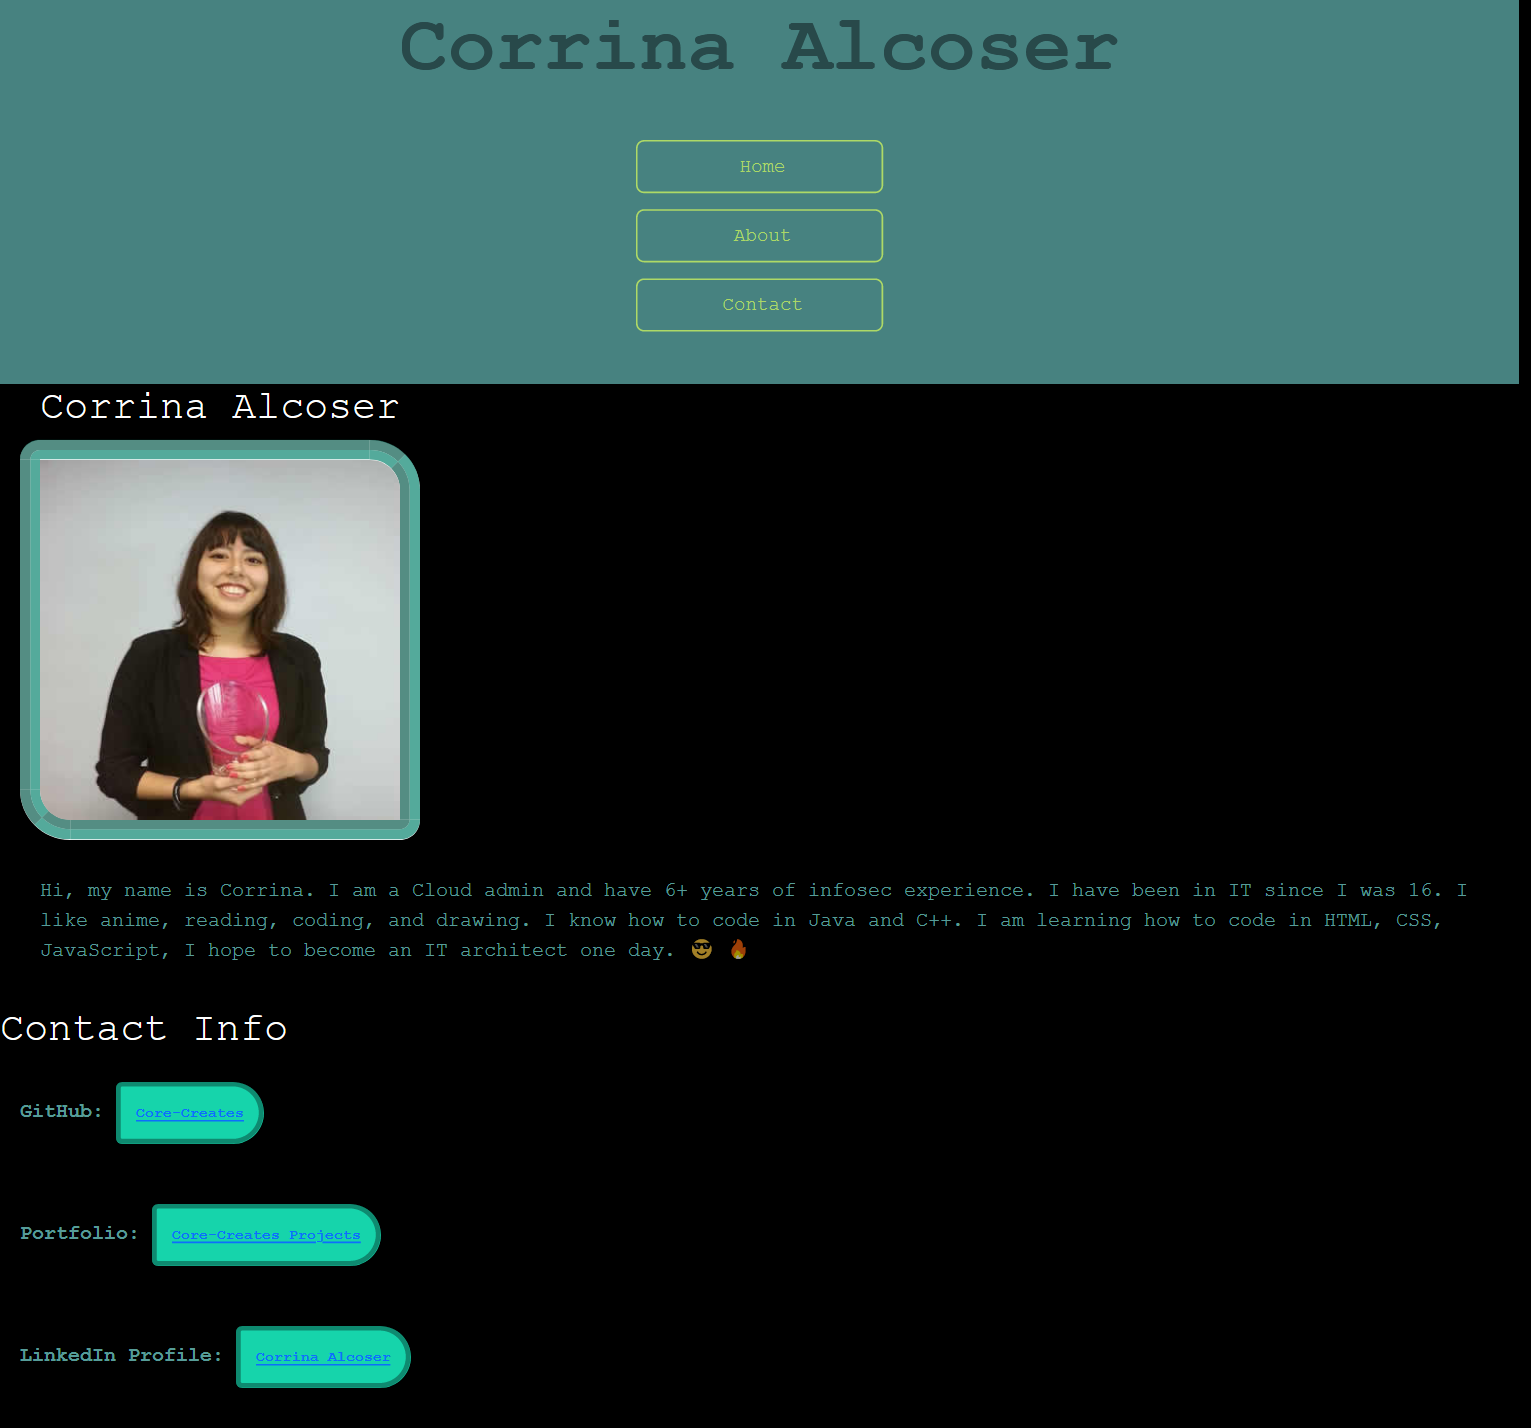 Corrina Alcoser
Home
About
Contact
Corrina Alcoser
Hi, my name is Corrina. I am a Cloud admin and have 6+ years of infosec experience. I have been in IT since I was 16. I
like anime, reading, coding, and drawing. I know how to code in Java and C++. I am learning how to code in HTML, CSS,
JavaScript, I hope to become an IT architect one day. 😎 🔥
Contact Info
GitHub: Core-Creates
Portfolio: Core-Creates Projects
LinkedIn Profile: Corrina Alcoser